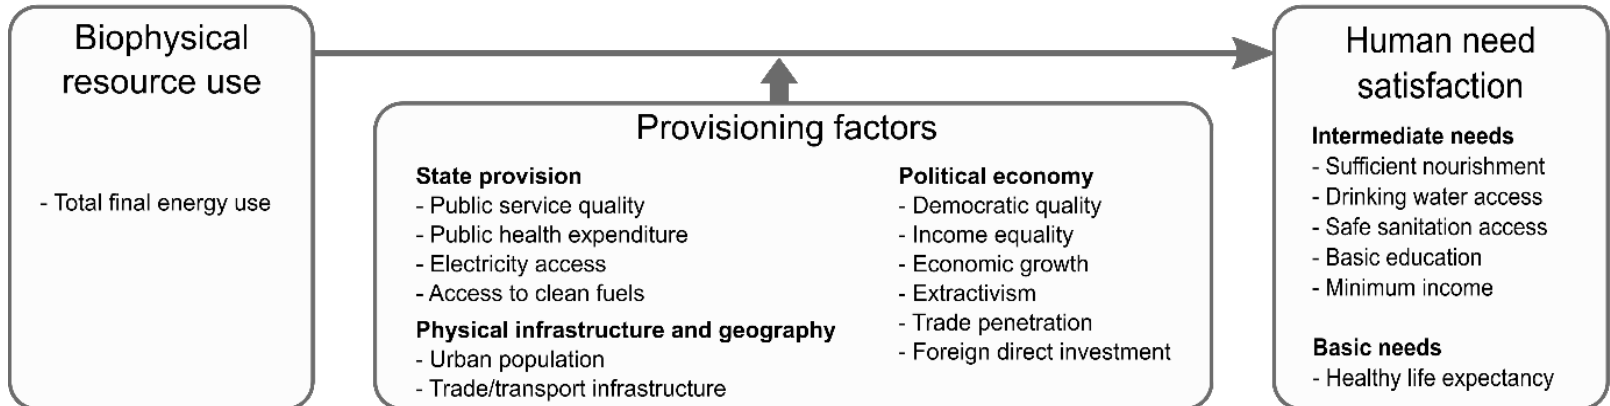 Biophysical
resource use
- Total final energy use
Provisioning factors
State provision
- Public service quality
- Public health expenditure
- Electricity access
- Access to clean fuels
Physical infrastructure and geography
- Urban population
- Trade/transport infrastructure
Political economy
- Democratic quality
- Income equality
- Economic growth
- Extractivism
- Trade penetration
- Foreign direct investment
Human need
satisfaction
Intermediate needs
- Sufficient nourishment
- Drinking water access
- Safe sanitation access
- Basic education
- Minimum income
Basic needs
- Healthy life expectancy